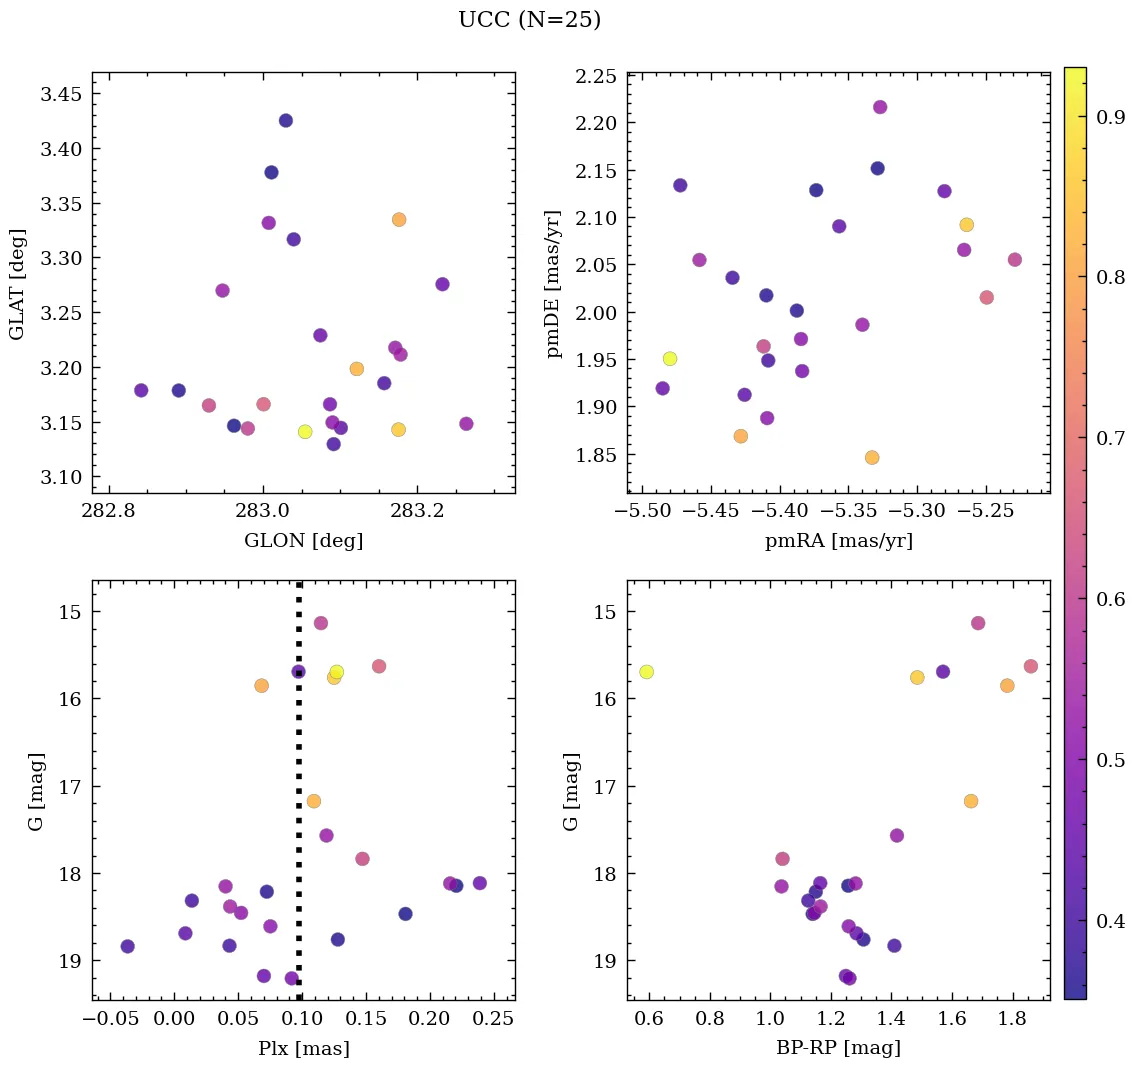 UCC (N=25)
3.45
3.40
3.35
3.30
3.25
3.20
3.15
3.10
GLAT [deg]
282.8 283.0 283.2
GLON [deg]
2.25
2.20
2.15
2.10
2.05
2.00
1.95
1.90
1.85
pmDE [mas/yr]
−5.50 −5.45 −5.40 −5.35 −5.30 −5.25
pmRA [mas/yr]
0.9
0.8
0.7
0.6
0.5
0.4
15
16
17
18
19
G [mag]
−0.05 0.00 0.05 0.10 0.15 0.20 0.25
Plx [mas]
15
16
17
18
19
G [mag]
0.6 0.8 1.0 1.2 1.4 1.6 1.8
BP-RP [mag]